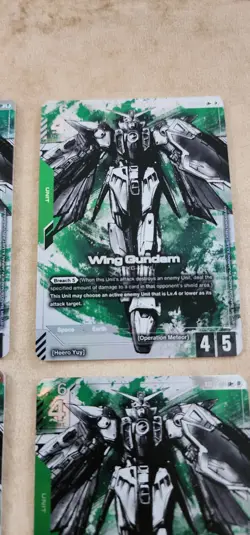 UNIT
Wing Gundam
Breach 5 (When this Unit's attack destroys an enemy Unit, deal the
specified amount of damage to a card in that opponent's shield area.)
This Unit may choose an active enemy Unit that is Lv.4 or lower as its
attack target.
Space Earth
[Operation Meteor]
[Heero Yuy]
4 5
6
4
UNIT